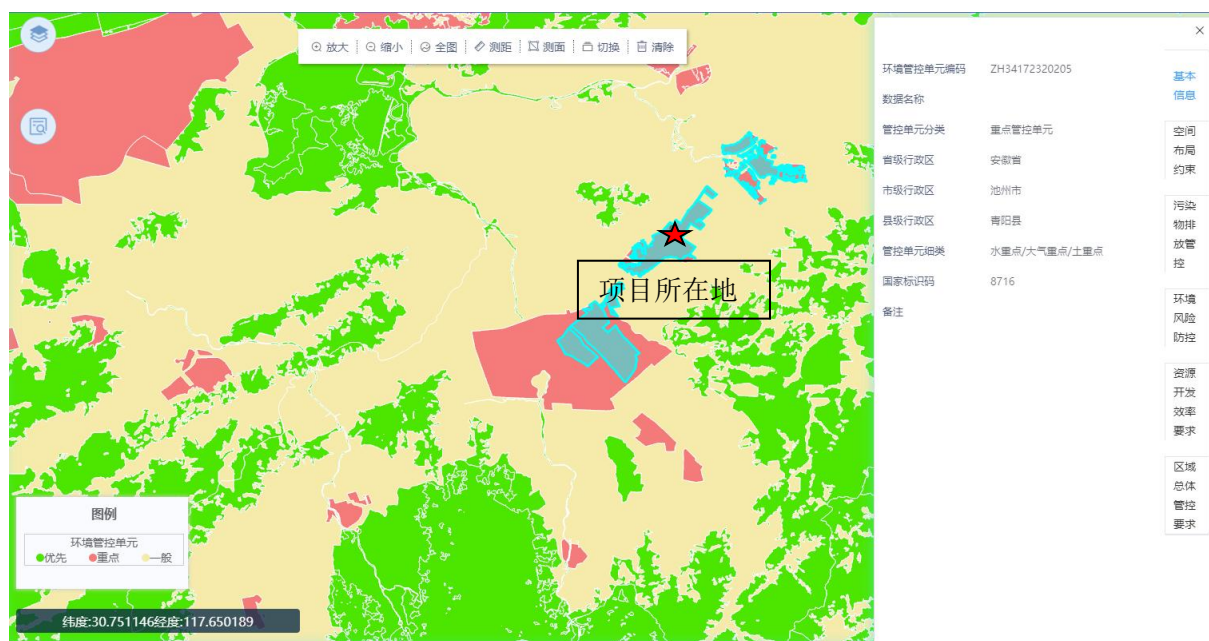 放大 缩小 全图 测距 测面 切换 清除
×
环境管控单元编码 ZH34172320205
数据名称
管控单元分类 重点管控单元
省级行政区 安徽省
市级行政区 池州市
县级行政区 青阳县
管控单元细类 水重点/大气重点/土重点
国家标识码 8716
备注
基本
信息
空间
布局
约束
污染
物排
放管
控
环境
风险
防控
资源
开发
效率
要求
区域
总体
管控
要求
项目所在地
图例
环境管控单元
优先 重点 一般
纬度:30.751146经度:117.650189